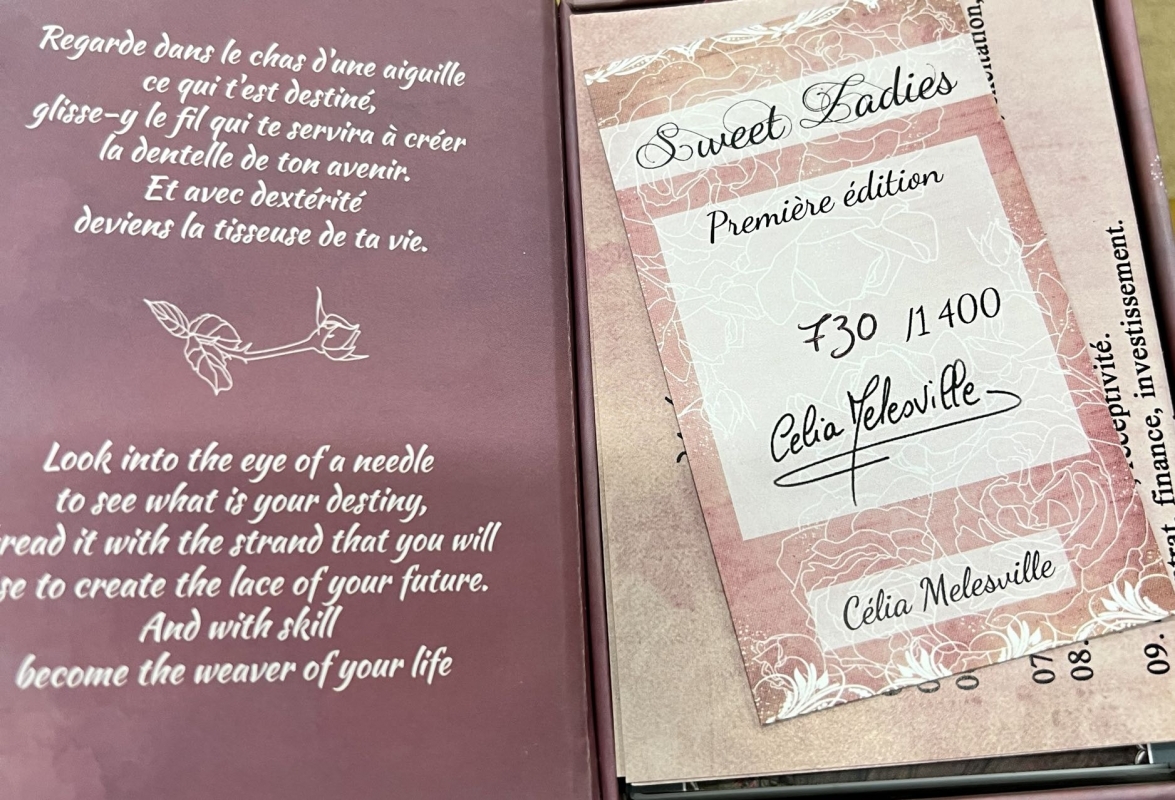 Regarde dans le chas d'une aiguille
ce qui t'est destiné,
glisse-y le fil qui te servira à créer
la dentelle de ton avenir.
Et avec dextérité
deviens la tisseuse de ta vie.
Look into the eye of a needle
to see what is your destiny,
read it with the strand that you will
se to create the lace of your future.
And with skill
become the weaver of your life
Sweet Ladies
Première édition
730 /1 400
Celia Melesville
Célia Melesville
07
08.
09.
réceptivité.
finance, investissement.